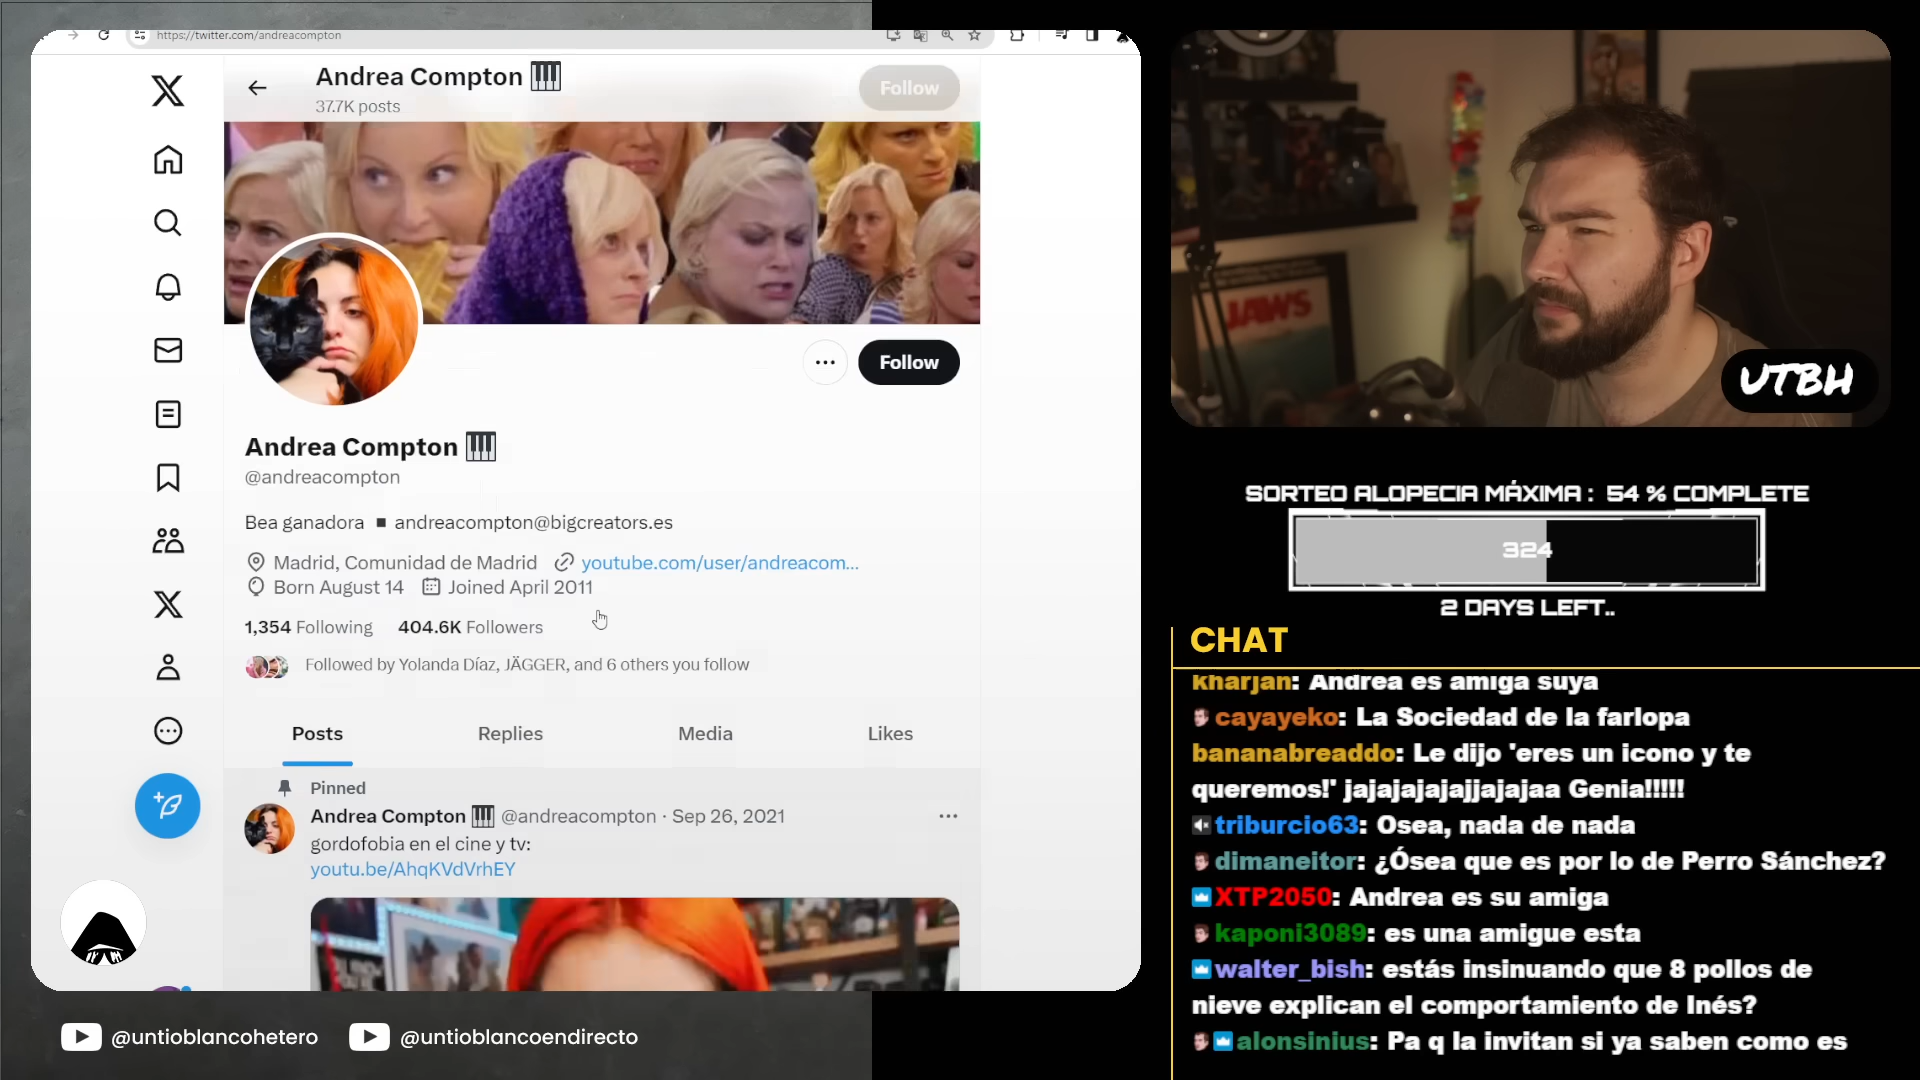 https://twitter.com/andreacompton
Andrea Compton
37.7K posts
Follow
Follow
Andrea Compton
@andreacompton
Bea ganadora ▪ andreacompton@bigcreators.es
Madrid, Comunidad de Madrid youtube.com/user/andreacom...
Born August 14 Joined April 2011
1,354 Following 404.6K Followers
Followed by Yolanda Díaz, JÄGGER, and 6 others you follow
Posts Replies Media Likes
Pinned
Andrea Compton @andreacompton · Sep 26, 2021
gordofobia en el cine y tv:
youtu.be/AhqKVdVrhEY
@untioblancohetero @untioblancoendirecto
JAWS
UTBH
SORTEO ALOPECIA MÁXIMA : 54 % COMPLETE
324
2 DAYS LEFT..
CHAT
kharjan: Andrea es amiga suya
cayayeko: La Sociedad de la farlopa
bananabreaddo: Le dijo 'eres un icono y te
queremos!' jajajajajajjajajaa Genia!!!!!
triburcio63: Osea, nada de nada
dimaneitor: ¿Ósea que es por lo de Perro Sánchez?
XTP2050: Andrea es su amiga
kaponi3089: es una amigue esta
walter_bish: estás insinuando que 8 pollos de
nieve explican el comportamiento de Inés?
alonsinius: Pa q la invitan si ya saben como es